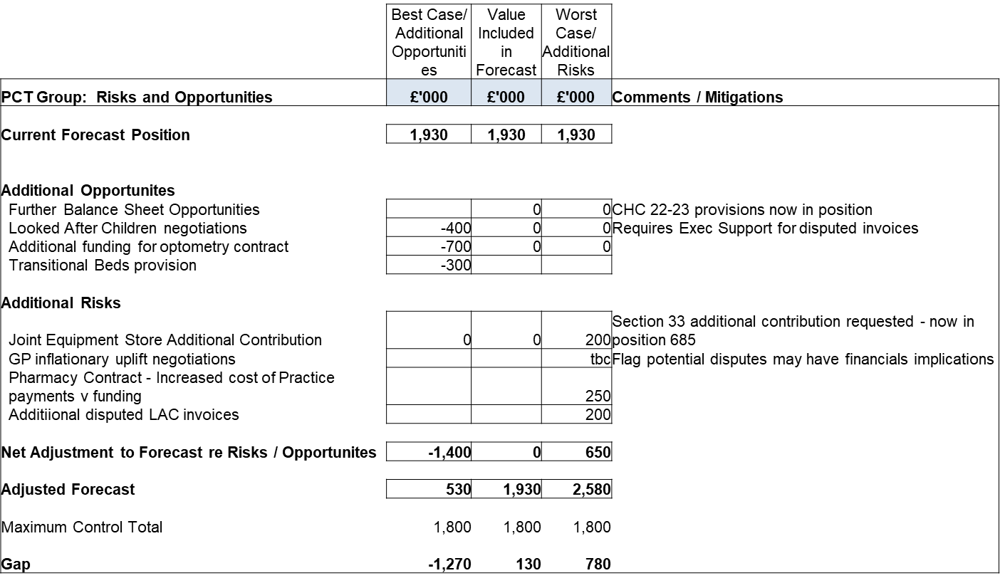 Best Case/ Value Worst
Additional Included Case/
Opportuniti in Additional
es Forecast Risks
PCT Group: Risks and Opportunities £'000 £'000 £'000 Comments / Mitigations
Current Forecast Position 1,930 1,930 1,930
Additional Opportunites
Further Balance Sheet Opportunities 0 0 CHC 22-23 provisions now in position
Looked After Children negotiations -400 0 0 Requires Exec Support for disputed invoices
Additional funding for optometry contract -700 0 0
Transitional Beds provision -300
Additional Risks
Section 33 additional contribution requested - now in
Joint Equipment Store Additional Contribution 0 0 200 position 685
GP inflationary uplift negotiations tbc Flag potential disputes may have financials implications
Pharmacy Contract - Increased cost of Practice
payments v funding 250
Additiional disputed LAC invoices 200
Net Adjustment to Forecast re Risks / Opportunites -1,400 0 650
Adjusted Forecast 530 1,930 2,580
Maximum Control Total 1,800 1,800 1,800
Gap -1,270 130 780